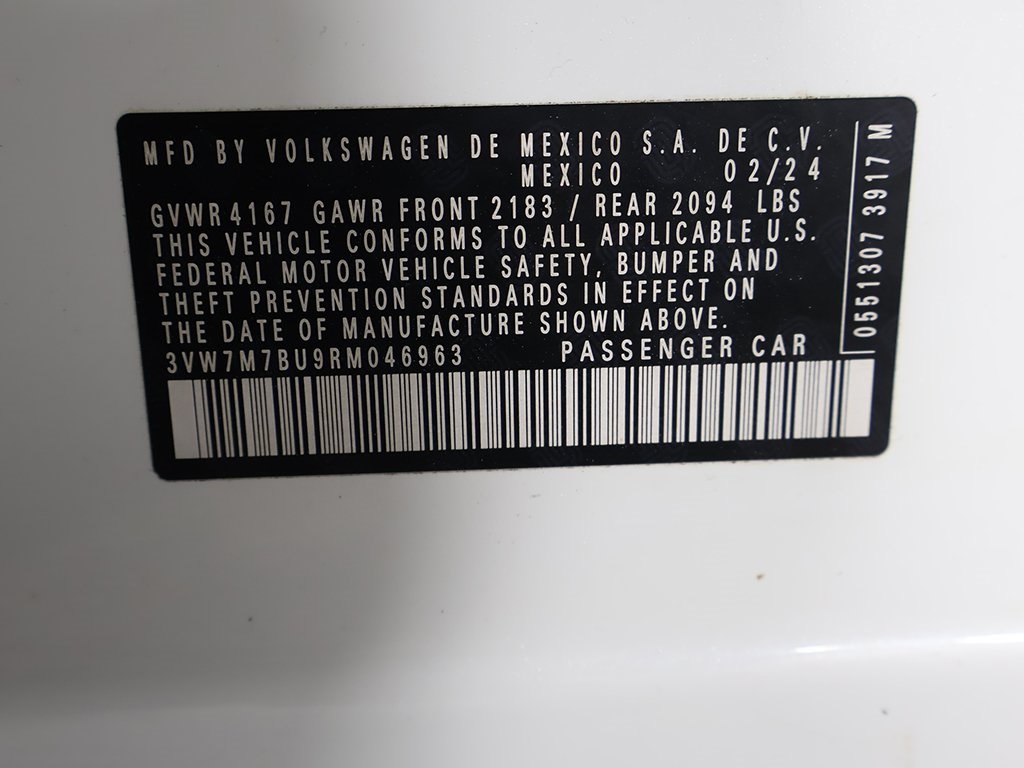 MFD BY VOLKSWAGEN DE MEXICO S.A. DE C.V.
MEXICO 02/24
GVWR 4167 GAWR FRONT 2183 / REAR 2094 LBS
THIS VEHICLE CONFORMS TO ALL APPLICABLE U.S.
FEDERAL MOTOR VEHICLE SAFETY, BUMPER AND
THEFT PREVENTION STANDARDS IN EFFECT ON
THE DATE OF MANUFACTURE SHOWN ABOVE.
3VW7M7BU9RM046963 PASSENGER CAR
0551307 3917 M